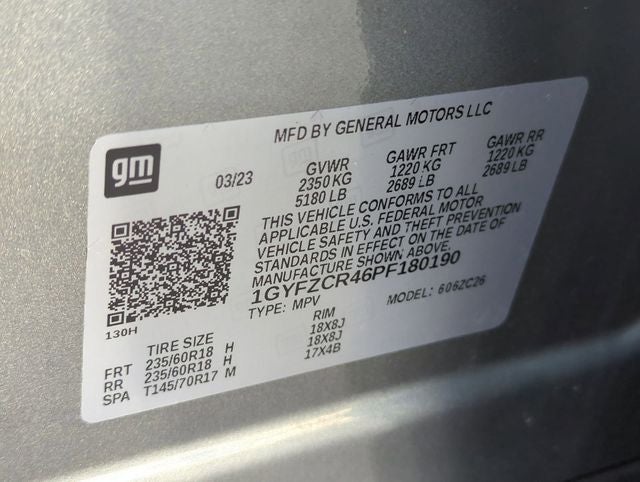 MFD BY GENERAL MOTORS LLC
gm
03/23 GVWR GAWR FRT GAWR RR
2350 KG 1220 KG 1220 KG
5180 LB 2689 LB 2689 LB
THIS VEHICLE CONFORMS TO ALL
APPLICABLE U.S. FEDERAL MOTOR
VEHICLE SAFETY AND THEFT PREVENTION
STANDARDS IN EFFECT ON THE DATE OF
MANUFACTURE SHOWN ABOVE.
1GYFZCR46PF180190
TYPE: MPV MODEL: 6062C26
130H
TIRE SIZE RIM
FRT 235/60R18 H 18X8J
RR 235/60R18 H 18X8J
SPA T145/70R17 M 17X4B